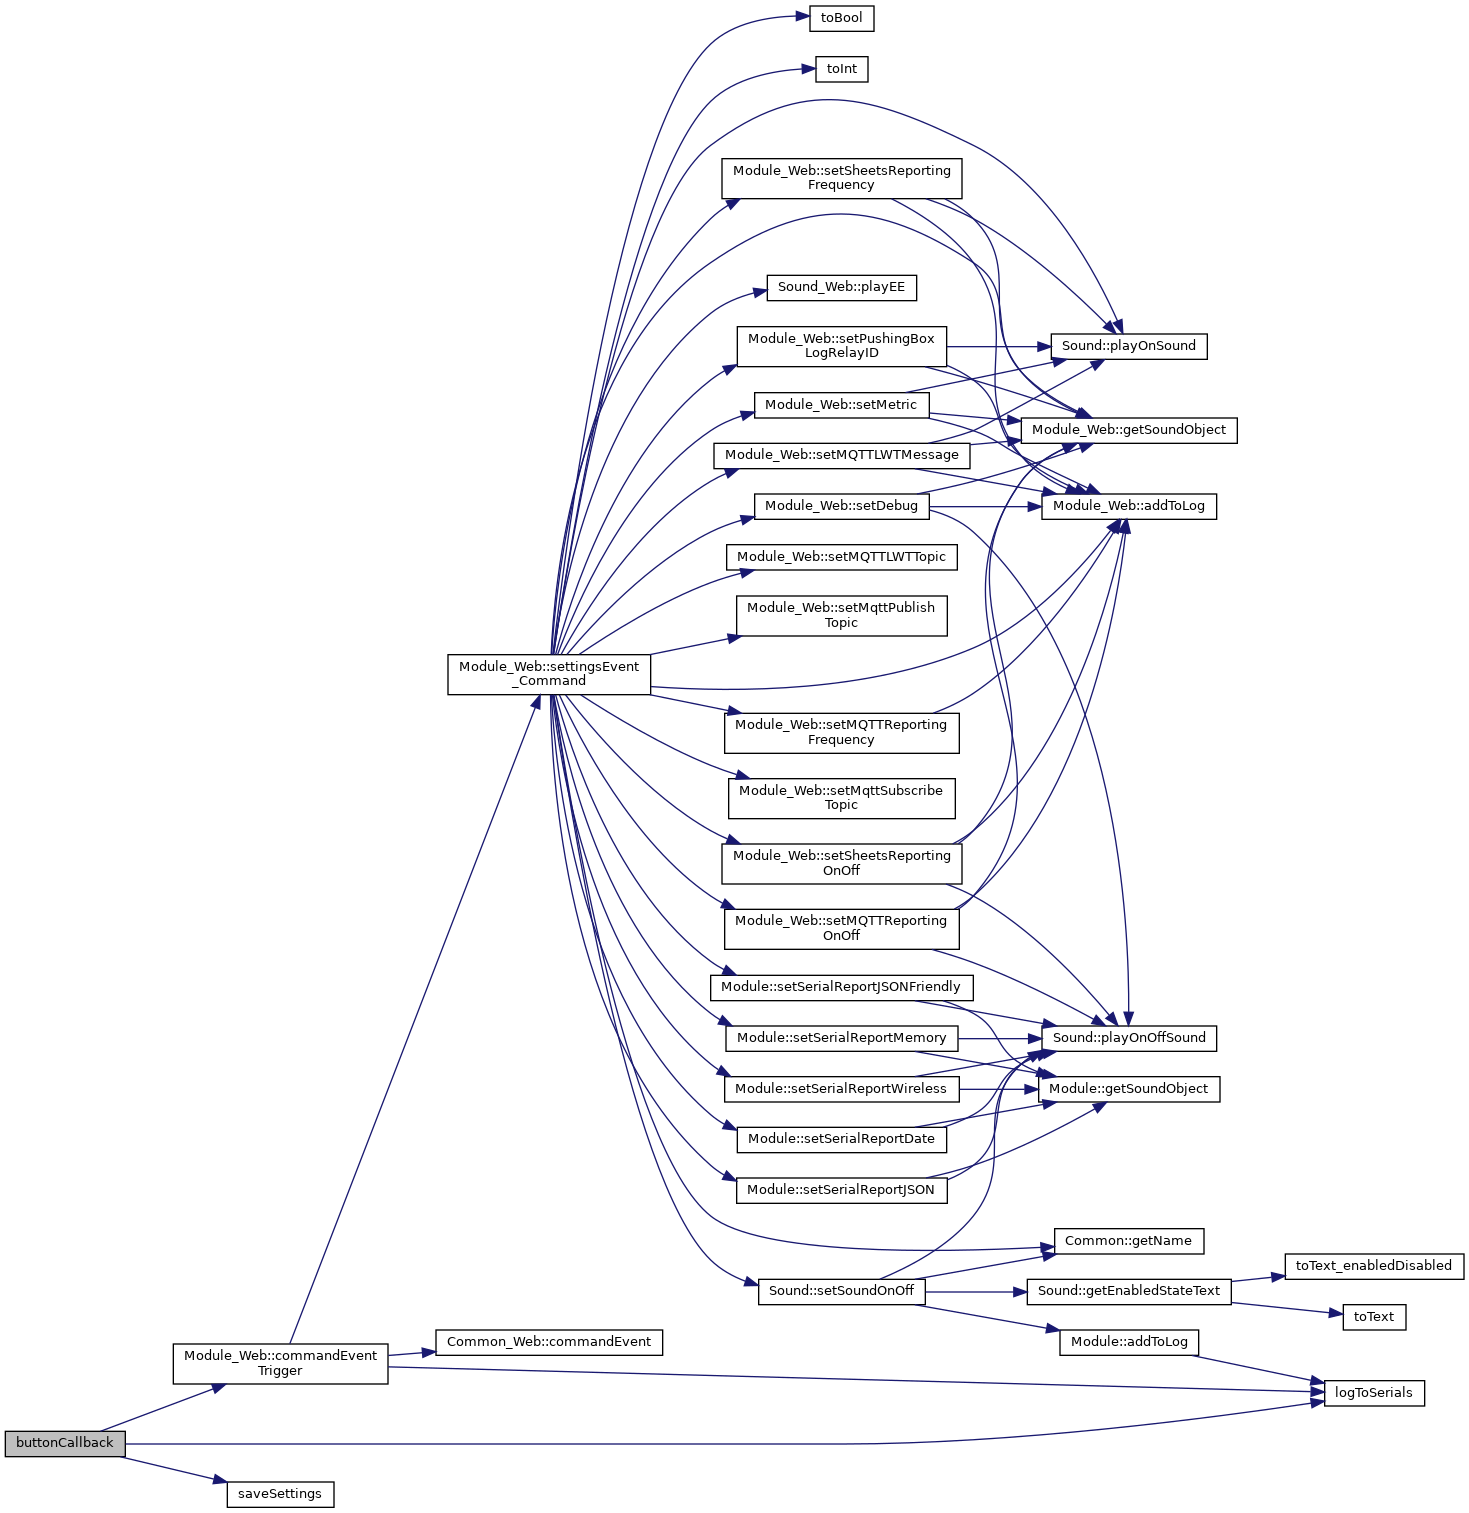 toBool
toInt
Module_Web::setSheetsReporting
Frequency
Sound_Web::playEE
Module_Web::setPushingBox
LogRelayID
Sound::playOnSound
Module_Web::setMetric
Module_Web::getSoundObject
Module_Web::setMQTTLWTMessage
Module_Web::setDebug
Module_Web::addToLog
Module_Web::setMQTTLWTTopic
Module_Web::setMqttPublish
Topic
Module_Web::settingsEvent
_Command
Module_Web::setMQTTReporting
Frequency
Module_Web::setMqttSubscribe
Topic
Module_Web::setSheetsReporting
OnOff
Module_Web::setMQTTReporting
OnOff
Module::setSerialReportJSONFriendly
Module::setSerialReportMemory
Sound::playOnOffSound
Module::setSerialReportWireless
Module::getSoundObject
Module::setSerialReportDate
Module::setSerialReportJSON
Common::getName
toText_enabledDisabled
Sound::setSoundOnOff
Sound::getEnabledStateText
toText
Common_Web::commandEvent
Module::addToLog
Module_Web::commandEvent
Trigger
logToSerials
buttonCallback
saveSettings